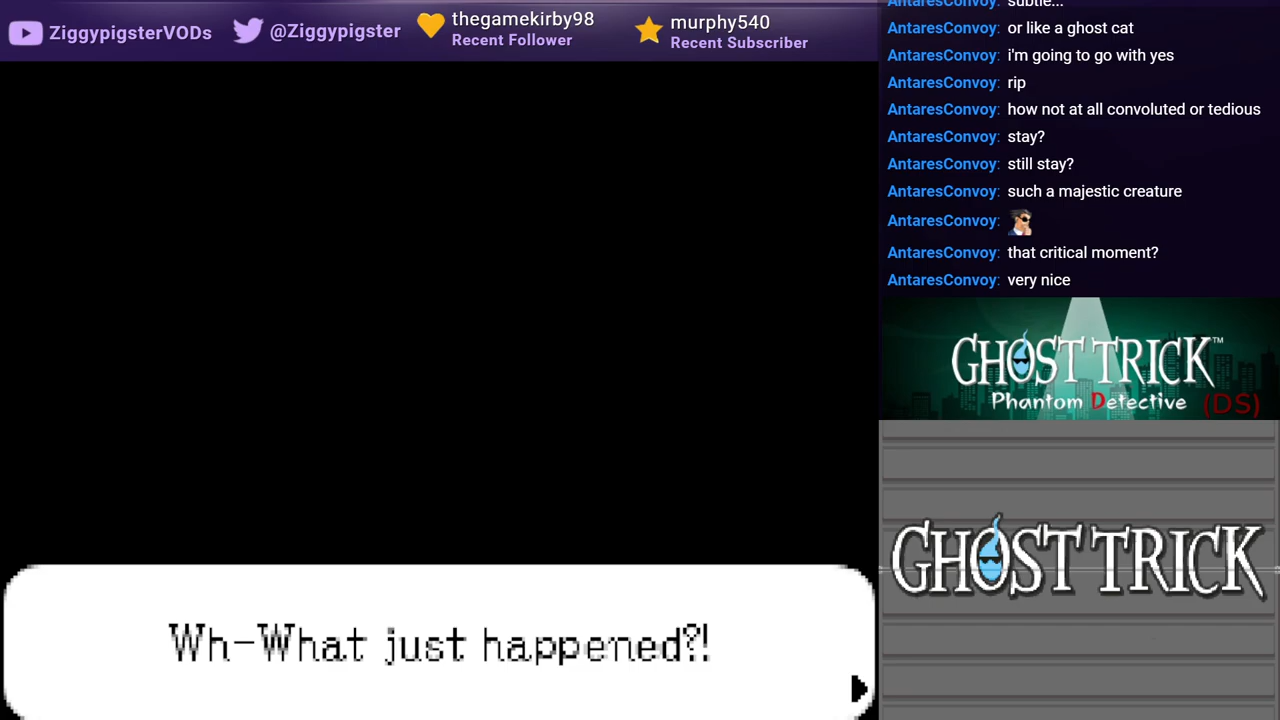 ZiggypigsterVODs
@Ziggypigster
thegamekirby98
Recent Follower
murphy540
Recent Subscriber
subtle...
AntaresConvoy: or like a ghost cat
AntaresConvoy: i'm going to go with yes
AntaresConvoy: rip
AntaresConvoy: how not at all convoluted or tedious
AntaresConvoy: stay?
AntaresConvoy: still stay?
AntaresConvoy: such a majestic creature
AntaresConvoy:
AntaresConvoy: that critical moment?
AntaresConvoy: very nice
GHOST TRICK™
Phantom Detective (DS)
GHOST TRICK
Wh-What just happened?!